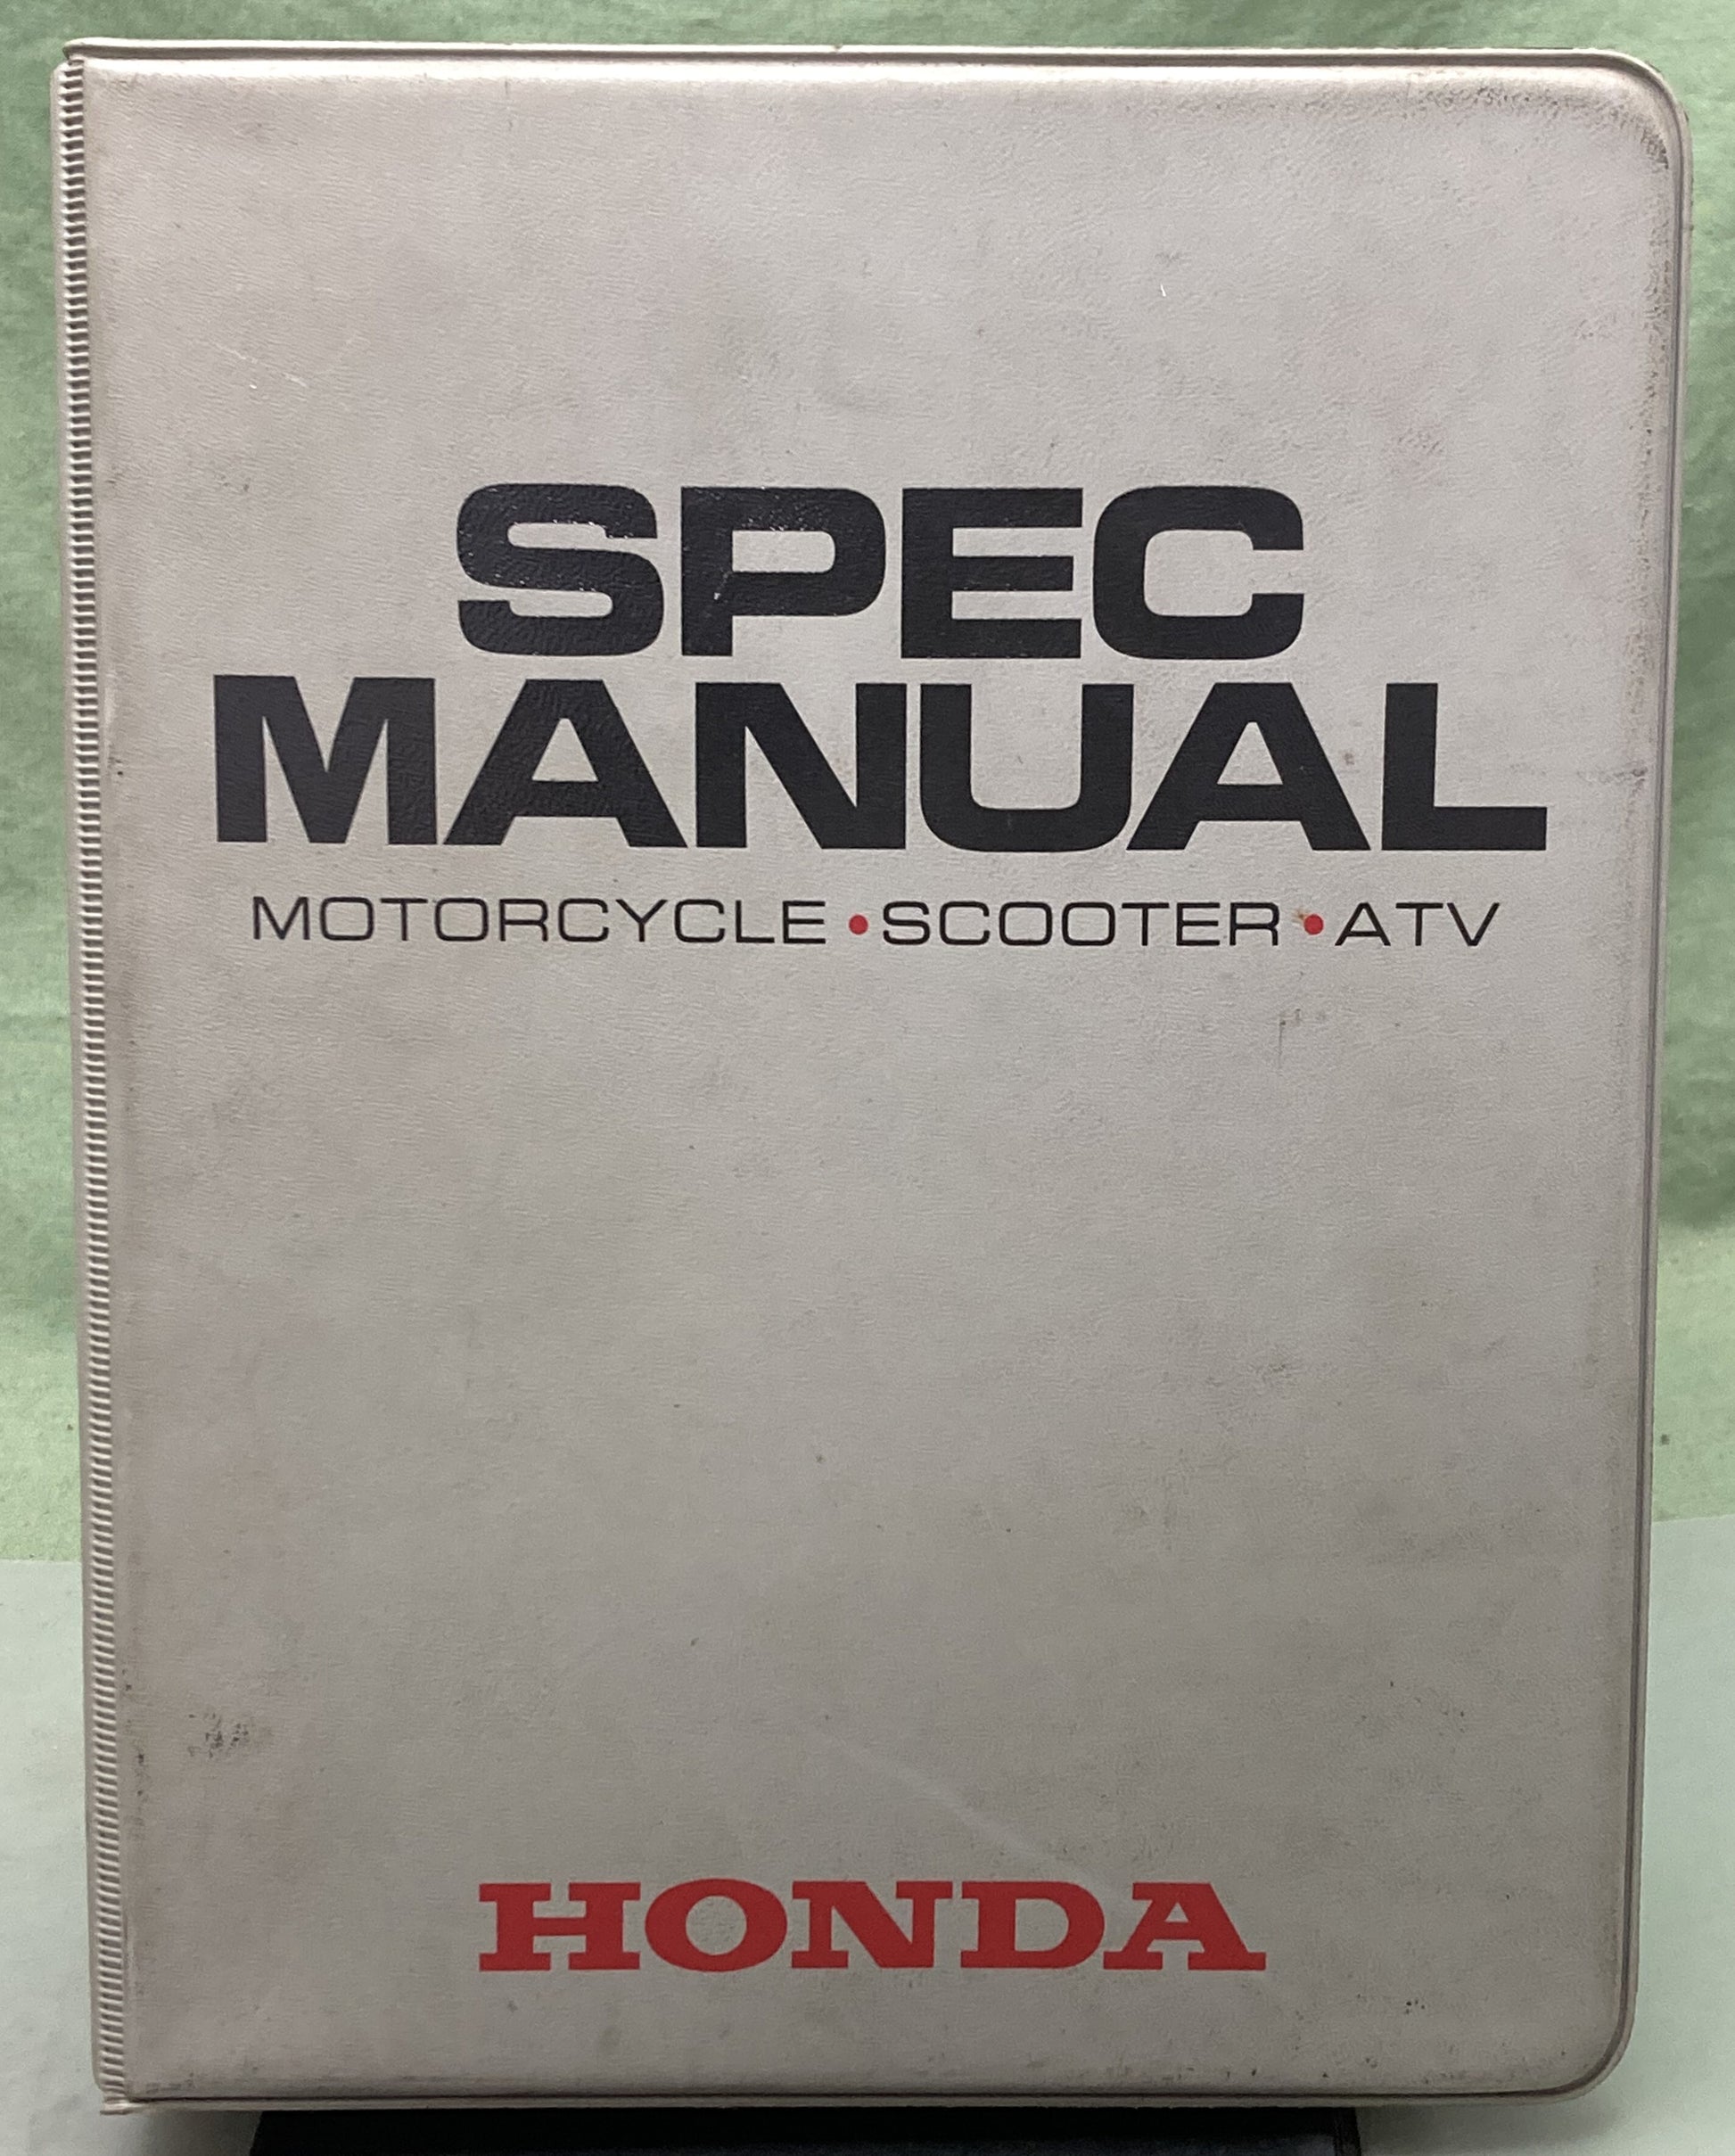 SPEC
MANUAL
MOTORCYCLE • SCOOTER • ATV
HONDA